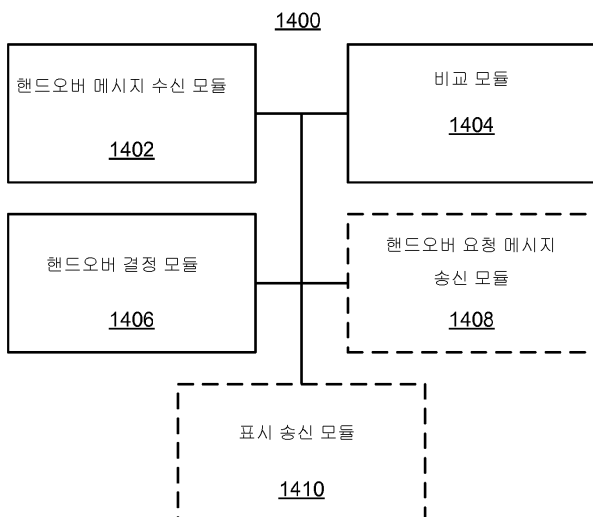 1400
핸드오버 메시지 수신 모듈
1402
비교 모듈
1404
핸드오버 결정 모듈
1406
핸드오버 요청 메시지
송신 모듈
1408
표시 송신 모듈
1410